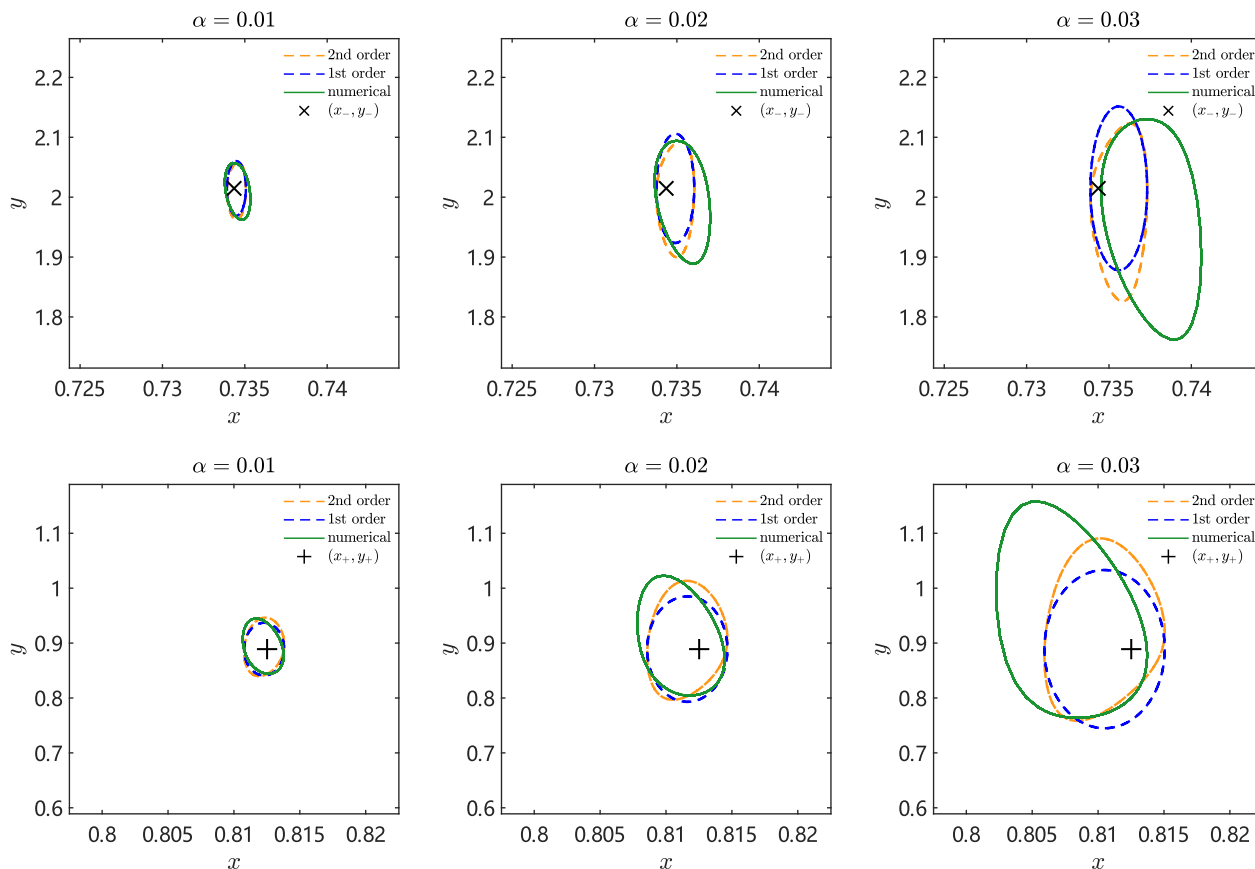 α = 0.01
α = 0.02
α = 0.03
2nd order
1st order
numerical
(x₋, y₋)
2nd order
1st order
numerical
(x₋, y₋)
2nd order
1st order
numerical
(x₋, y₋)
2.2
2.1
2
1.9
1.8
y
0.725
0.73
0.735
0.74
x
2.2
2.1
2
1.9
1.8
y
0.725
0.73
0.735
0.74
x
2.2
2.1
2
1.9
1.8
y
0.725
0.73
0.735
0.74
x
α = 0.01
α = 0.02
α = 0.03
2nd order
1st order
numerical
(x₊, y₊)
2nd order
1st order
numerical
(x₊, y₊)
2nd order
1st order
numerical
(x₊, y₊)
1.1
1
0.9
0.8
0.7
0.6
y
0.8
0.805
0.81
0.815
0.82
x
1.1
1
0.9
0.8
0.7
0.6
y
0.8
0.805
0.81
0.815
0.82
x
1.1
1
0.9
0.8
0.7
0.6
y
0.8
0.805
0.81
0.815
0.82
x